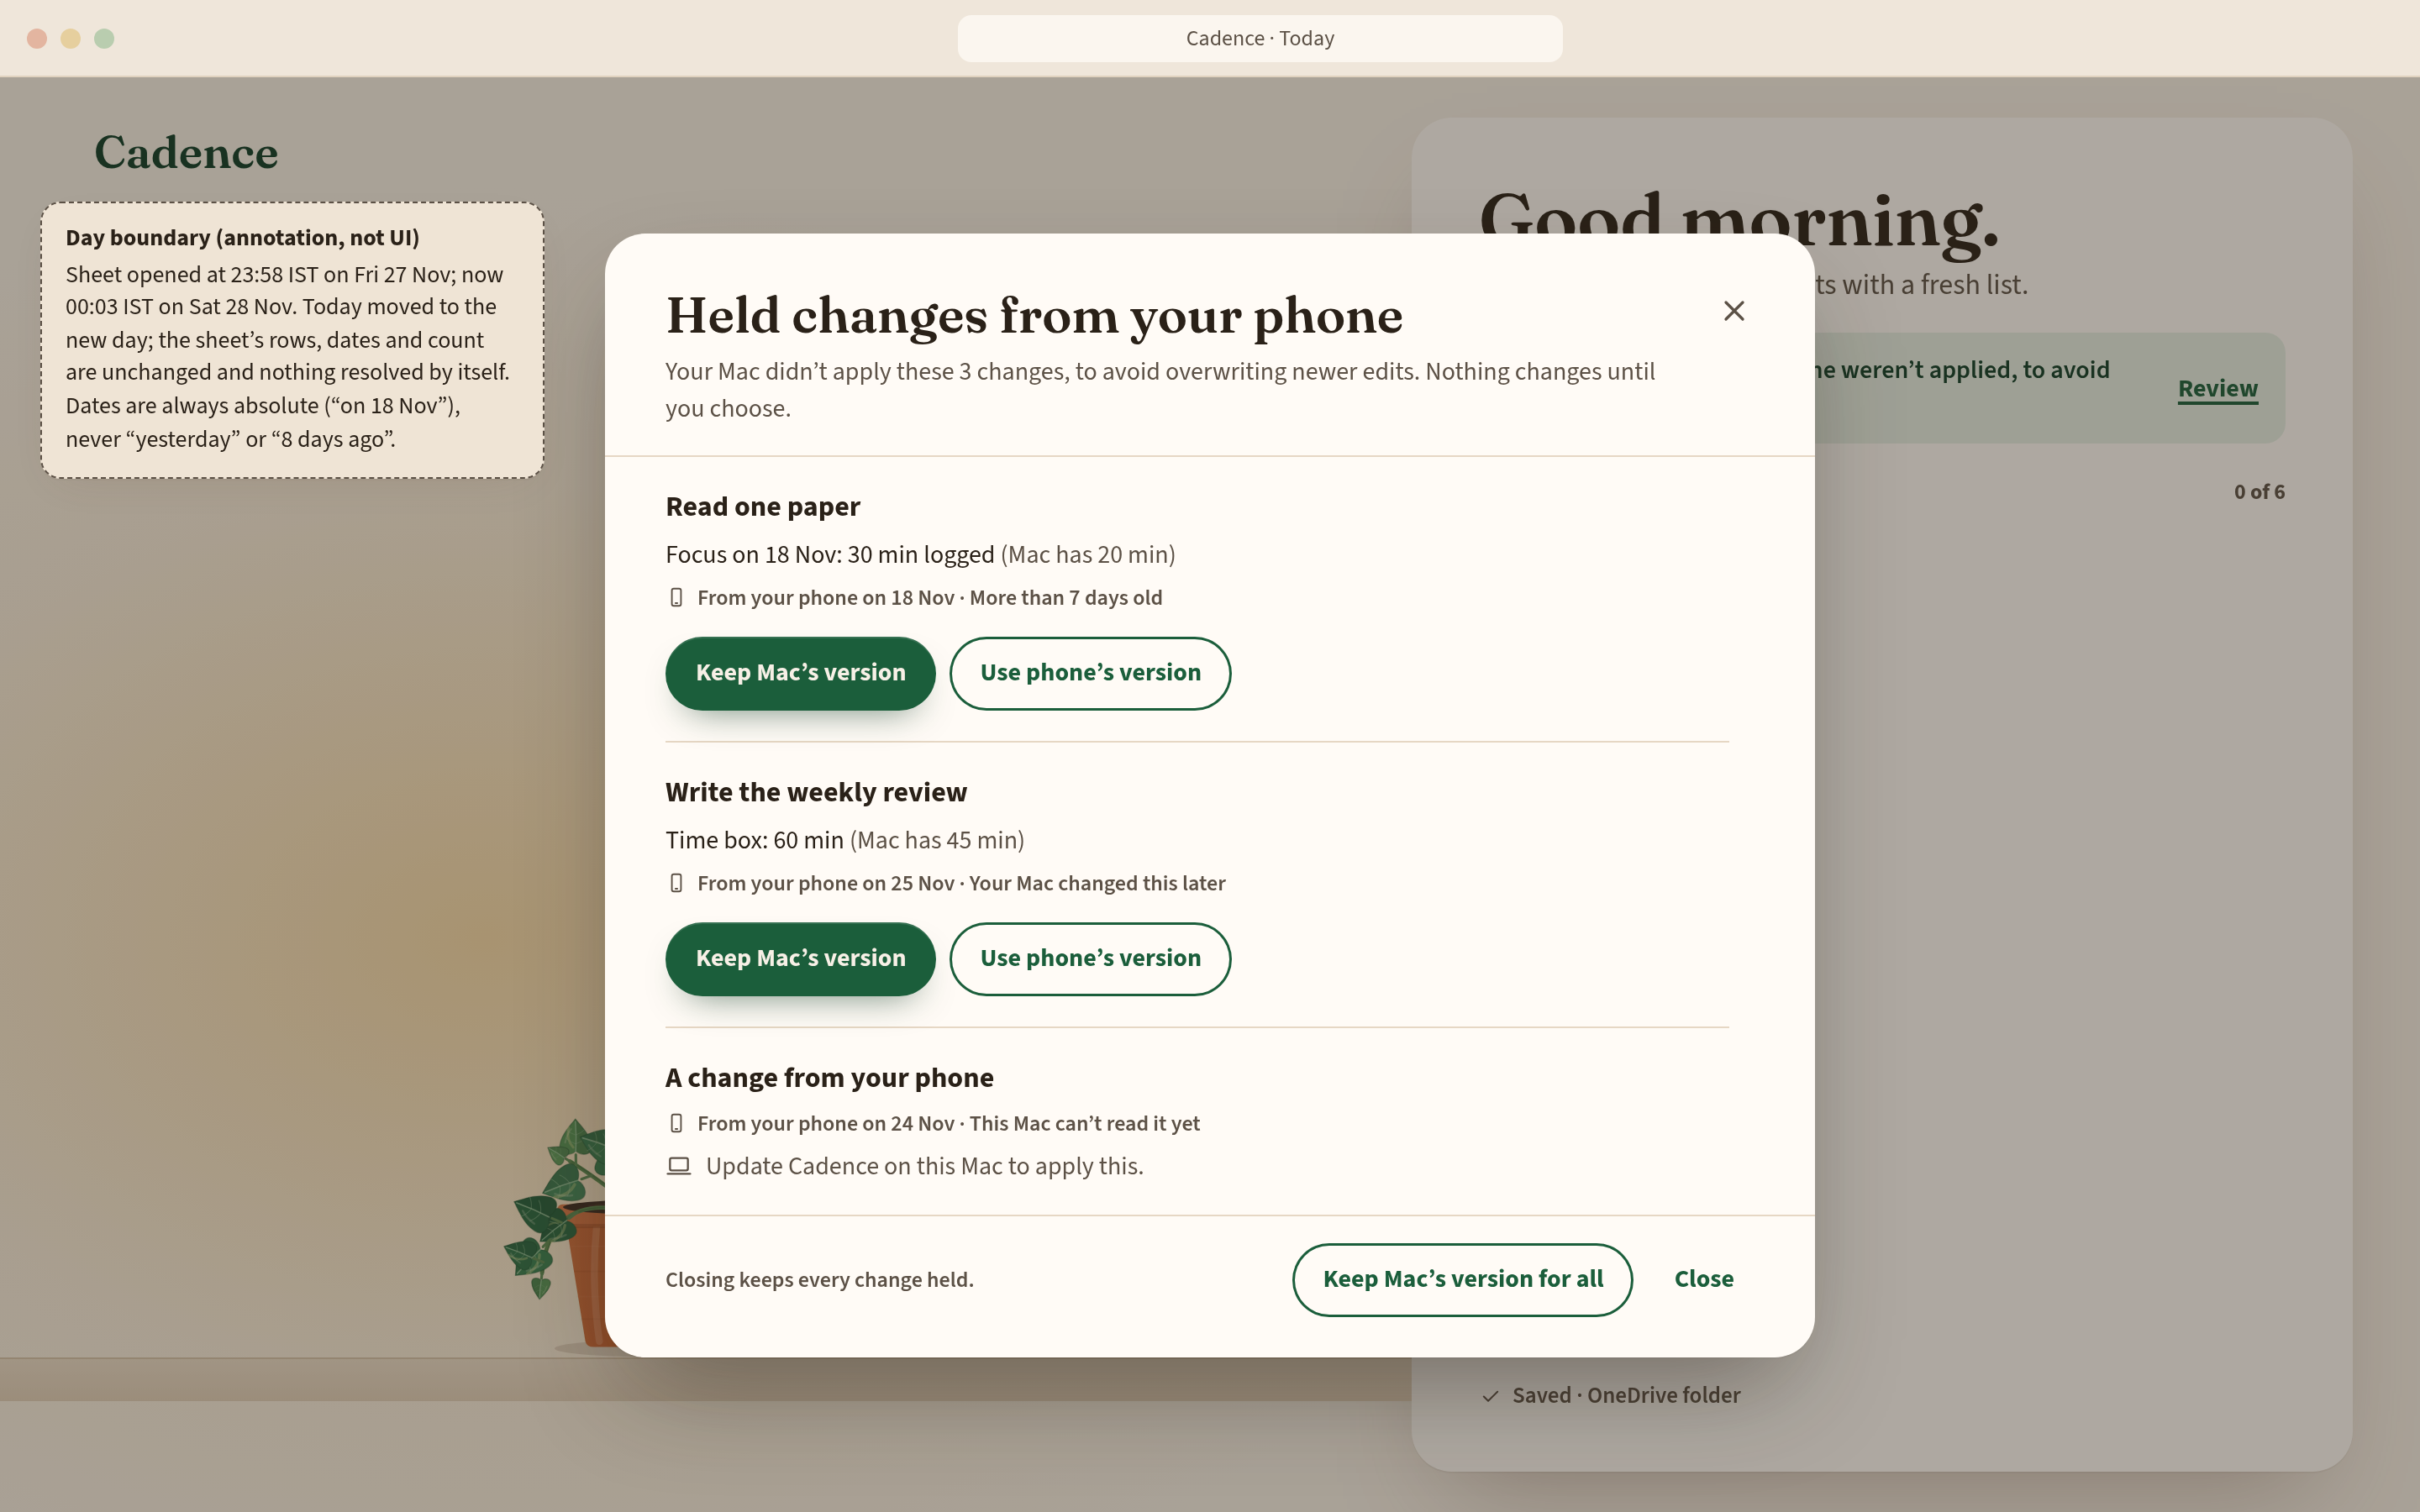 Cadence · Today
Cadence
Day boundary (annotation, not UI)
Sheet opened at 23:58 IST on Fri 27 Nov; now
00:03 IST on Sat 28 Nov. Today moved to the
new day; the sheet’s rows, dates and count
are unchanged and nothing resolved by itself.
Dates are always absolute (“on 18 Nov”),
never “yesterday” or “8 days ago”.
Good morning.
with a fresh list.
weren’t applied, to avoid
Review
0 of 6
Held changes from your phone
Your Mac didn’t apply these 3 changes, to avoid overwriting newer edits. Nothing changes until
you choose.
Read one paper
Focus on 18 Nov: 30 min logged (Mac has 20 min)
From your phone on 18 Nov · More than 7 days old
Keep Mac’s version
Use phone’s version
Write the weekly review
Time box: 60 min (Mac has 45 min)
From your phone on 25 Nov · Your Mac changed this later
Keep Mac’s version
Use phone’s version
A change from your phone
From your phone on 24 Nov · This Mac can’t read it yet
Update Cadence on this Mac to apply this.
Closing keeps every change held.
Keep Mac’s version for all
Close
Saved · OneDrive folder